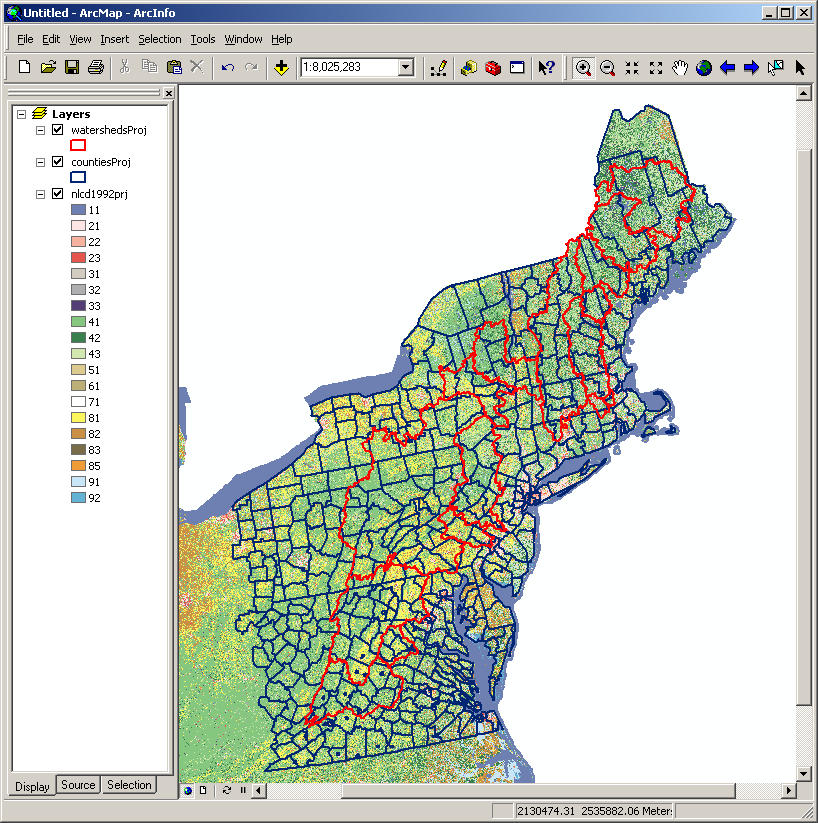 Untitled - ArcMap - ArcInfo
File Edit View Insert Selection Tools Window Help
1:8,025,283
Layers
watershedsProj
countiesProj
nlcd1992prj
11
21
22
23
31
32
33
41
42
43
51
61
71
81
82
83
85
91
92
Display Source Selection
2130474.31 2535882.06 Meter: